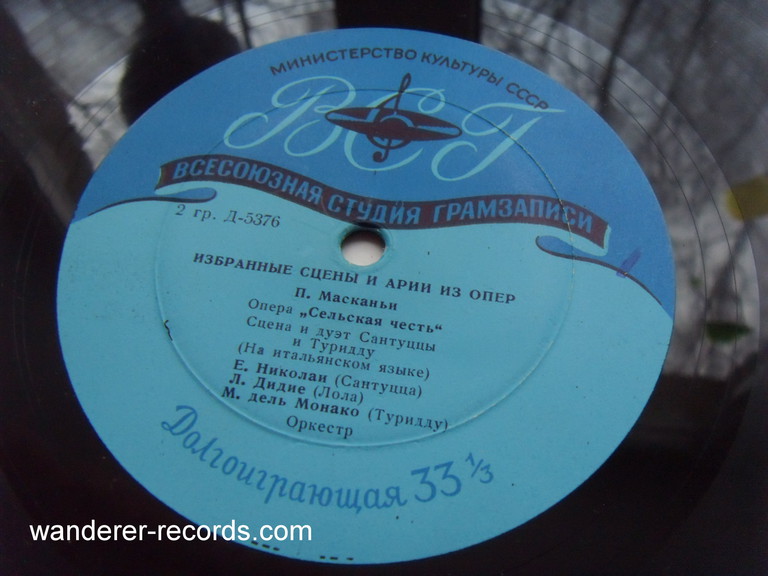 МИНИСТЕРСТВО КУЛЬТУРЫ СССР
ВСГ
ВСЕСОЮЗНАЯ СТУДИЯ ГРАМЗАПИСИ
2 гр. Д-5376
ИЗБРАННЫЕ СЦЕНЫ И АРИИ ИЗ ОПЕР
П. Масканьи
Опера „Сельская честь“
Сцена и дуэт Сантуццы
и Туридду
(На итальянском языке)
Е. Николаи (Сантуцца)
Л. Дидие (Лола)
М. дель Монако (Туридду)
Оркестр
Долгоиграющая 33 1/3
wanderer-records.com